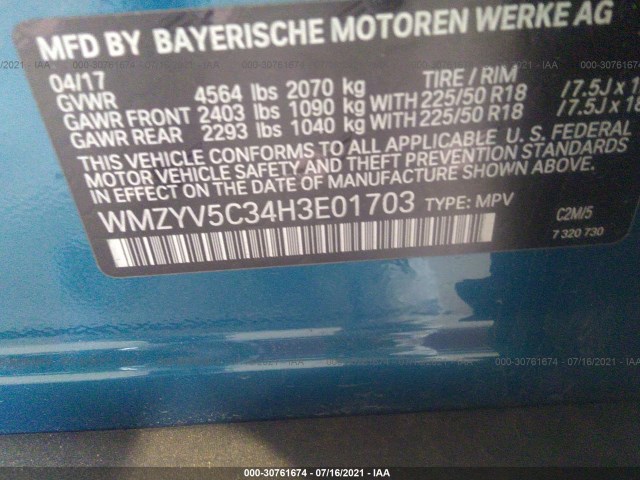 MFD BY BAYERISCHE MOTOREN WERKE AG
04/17 TIRE / RIM
GVWR 4564 lbs 2070 kg
GAWR FRONT 2403 lbs 1090 kg WITH 225/50 R18 /7.5J x
GAWR REAR 2293 lbs 1040 kg WITH 225/50 R18 /7.5J x
THIS VEHICLE CONFORMS TO ALL APPLICABLE U. S. FEDERAL
MOTOR VEHICLE SAFETY AND THEFT PREVENTION STANDARDS
IN EFFECT ON THE DATE OF MANUFACTURE SHOWN ABOVE.
WMZYV5C34H3E01703 TYPE: MPV C2M/5
7 320 730
000-30761674 - 07/16/2021 - IAA
000-30761674 - 07/16/2021 - IAA
000-30761674 - 07/16/2021 - IAA